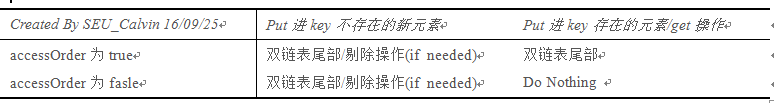 Created By SEU_Calvin 16/09/25 Put 进 key 不存在的新元素 Put 进 key 存在的元素/get 操作
accessOrder 为 true 双链表尾部/剔除操作(if needed) 双链表尾部
accessOrder 为 fasle 双链表尾部/剔除操作(if needed) Do Nothing